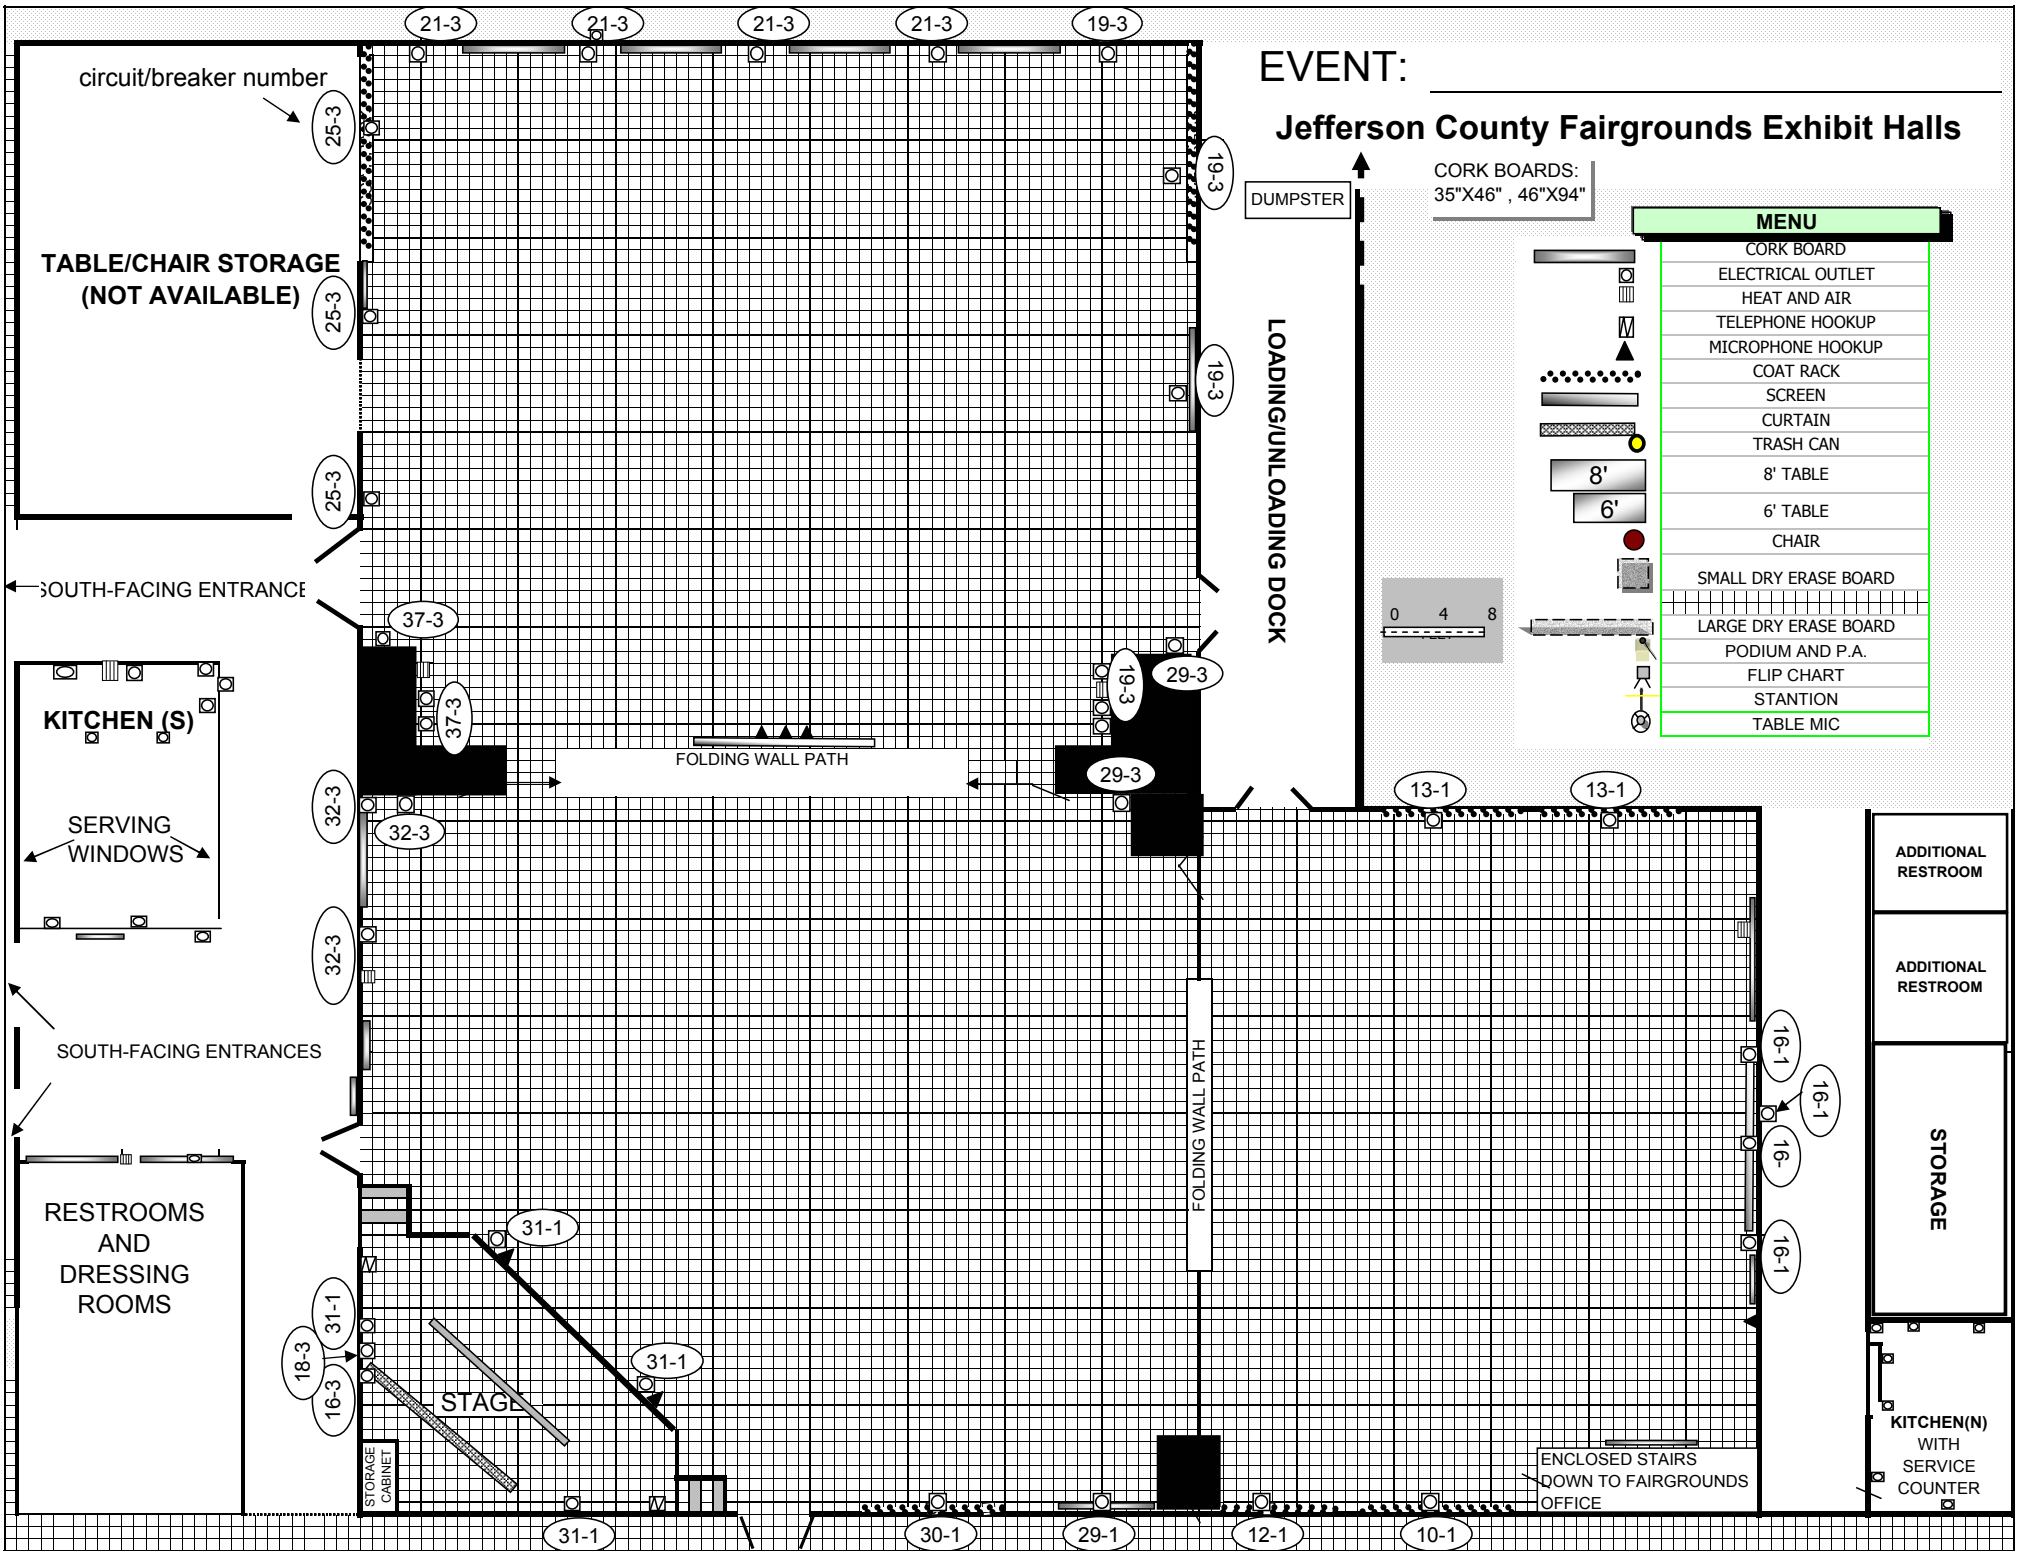 21-3
21-3
21-3
21-3
19-3
EVENT:
Jefferson County Fairgrounds Exhibit Halls
circuit/breaker number
25-3
19-3
CORK BOARDS:
35"X46" , 46"X94"
DUMPSTER
MENU
CORK BOARD
ELECTRICAL OUTLET
HEAT AND AIR
TELEPHONE HOOKUP
MICROPHONE HOOKUP
COAT RACK
SCREEN
CURTAIN
TRASH CAN
8'
8' TABLE
6'
6' TABLE
CHAIR
SMALL DRY ERASE BOARD
LARGE DRY ERASE BOARD
PODIUM AND P.A.
FLIP CHART
STANTION
TABLE MIC
0 4 8
TABLE/CHAIR STORAGE
(NOT AVAILABLE)
25-3
19-3
LOADING/UNLOADING DOCK
25-3
SOUTH-FACING ENTRANCE
37-3
37-3
29-3
19-3
KITCHEN (S)
FOLDING WALL PATH
29-3
32-3
32-3
13-1
13-1
SERVING
WINDOWS
ADDITIONAL
RESTROOM
32-3
ADDITIONAL
RESTROOM
SOUTH-FACING ENTRANCES
FOLDING WALL PATH
16-1
16-1
16-
16-1
STORAGE
RESTROOMS
AND
DRESSING
ROOMS
31-1
31-1
18-3
16-3
31-1
STAGE
STORAGE
CABINET
ENCLOSED STAIRS
DOWN TO FAIRGROUNDS
OFFICE
KITCHEN(N)
WITH
SERVICE
COUNTER
31-1
30-1
29-1
12-1
10-1